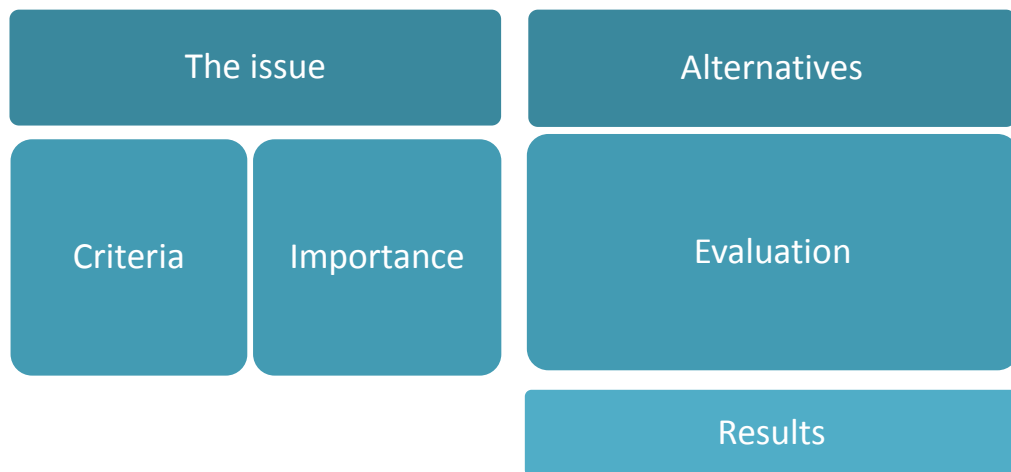 The issue
Alternatives
Criteria
Importance
Evaluation
Results